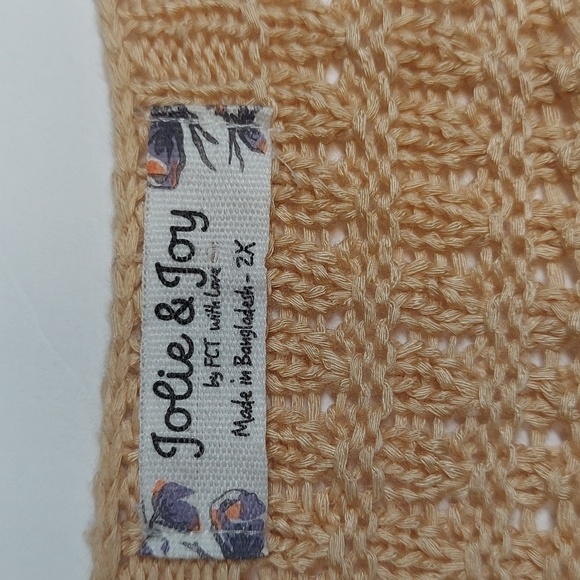 Jolie & Joy
by FCT with Love
Made in Bangladesh - 2X